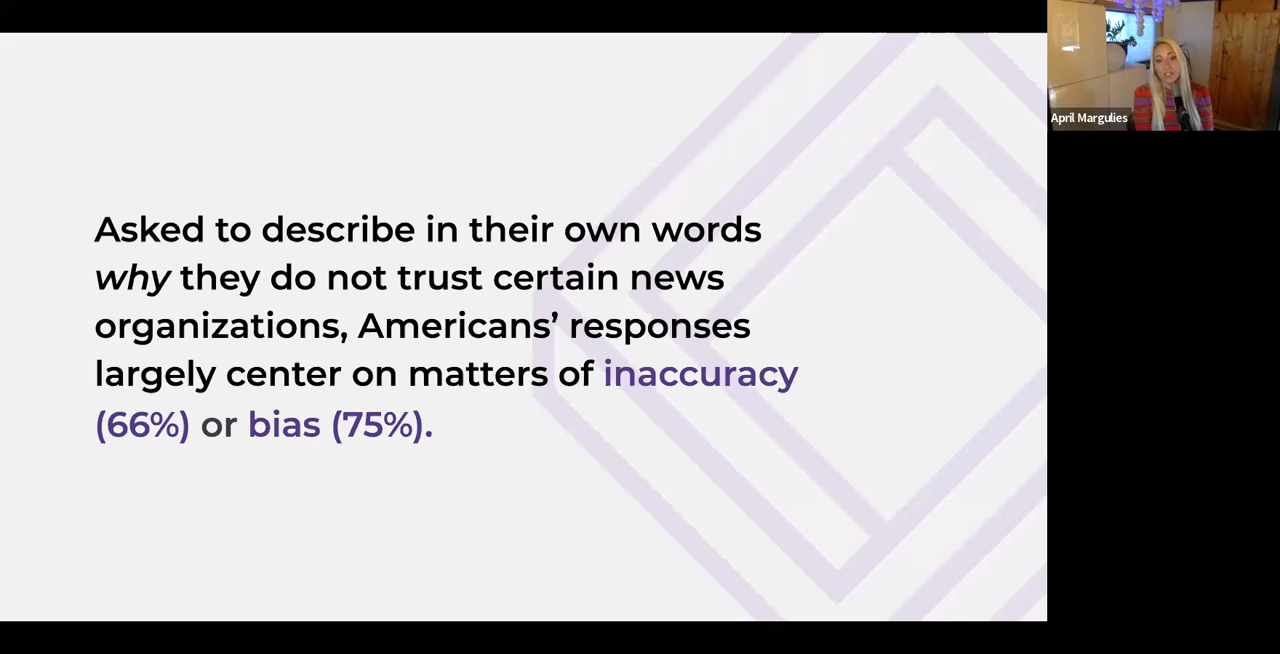 Asked to describe in their own words
why they do not trust certain news
organizations, Americans’ responses
largely center on matters of inaccuracy
(66%) or bias (75%).
April Margulies